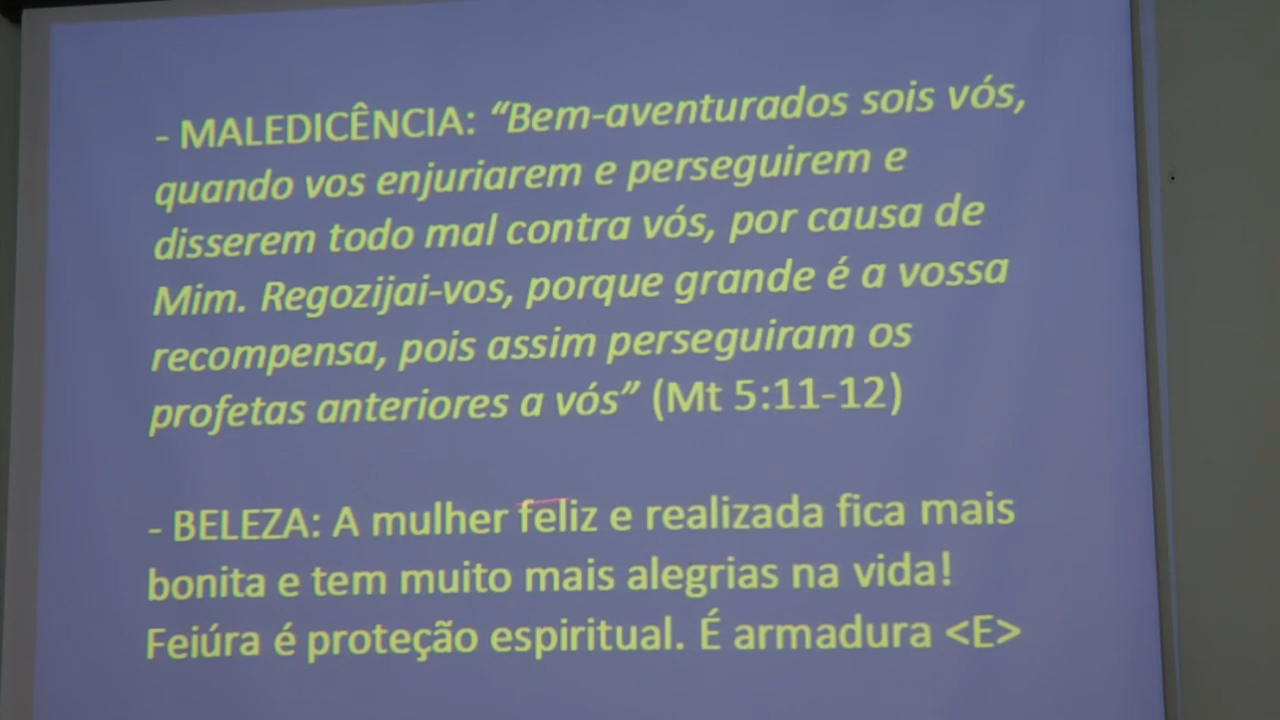 - MALEDICÊNCIA: “Bem-aventurados sois vós,
quando vos enjuriarem e perseguirem e
disserem todo mal contra vós, por causa de
Mim. Regozijai-vos, porque grande é a vossa
recompensa, pois assim perseguiram os
profetas anteriores a vós” (Mt 5:11-12)
- BELEZA: A mulher feliz e realizada fica mais
bonita e tem muito mais alegrias na vida!
Feiúra é proteção espiritual. É armadura <E>